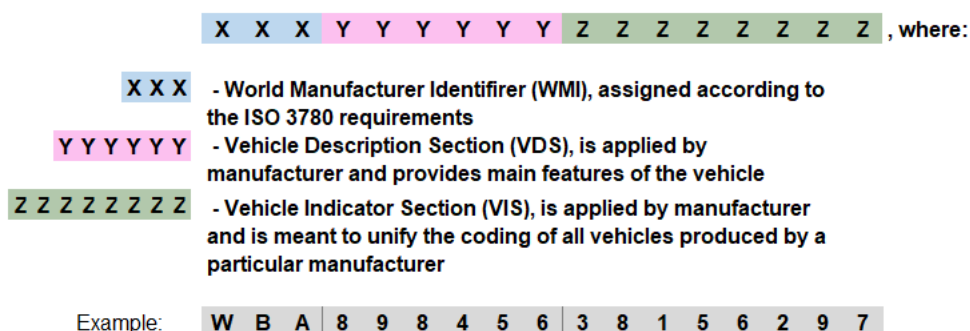 X X X Y Y Y Y Y Y Z Z Z Z Z Z Z Z , where:
X X X - World Manufacturer Identifirer (WMI), assigned according to
the ISO 3780 requirements
Y Y Y Y Y Y - Vehicle Description Section (VDS), is applied by
manufacturer and provides main features of the vehicle
Z Z Z Z Z Z Z Z - Vehicle Indicator Section (VIS), is applied by manufacturer
and is meant to unify the coding of all vehicles produced by a
particular manufacturer
Example: W B A 8 9 8 4 5 6 3 8 1 5 6 2 9 7